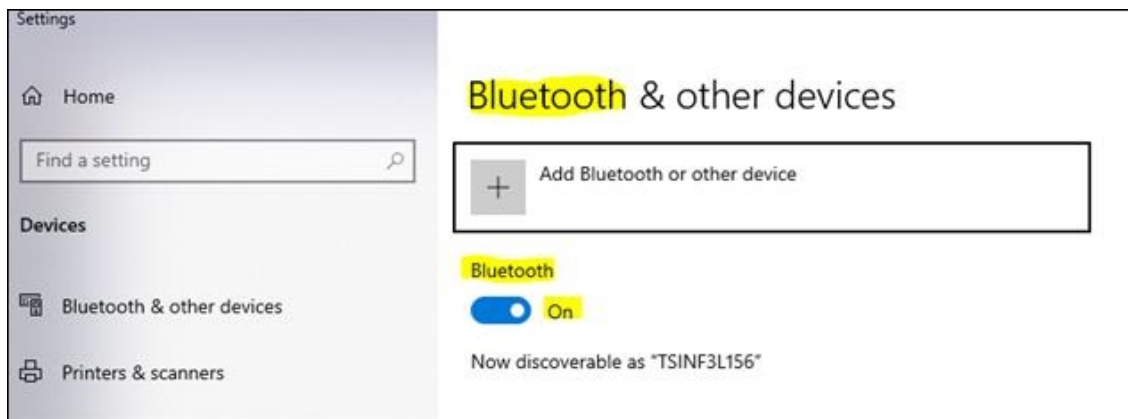 Settings
Home
Find a setting
Devices
Bluetooth & other devices
Printers & scanners
Bluetooth & other devices
Add Bluetooth or other device
Bluetooth
On
Now discoverable as "TSINF3L156"